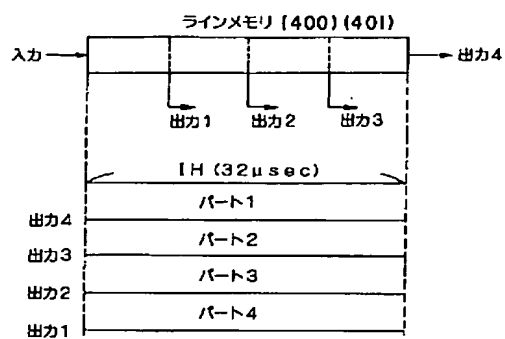 ラインメモリ [400] (401)
入力
出力4
出力1 出力2 出力3
1H (32μsec)
パート1
出力4
パート2
出力3
パート3
出力2
パート4
出力1